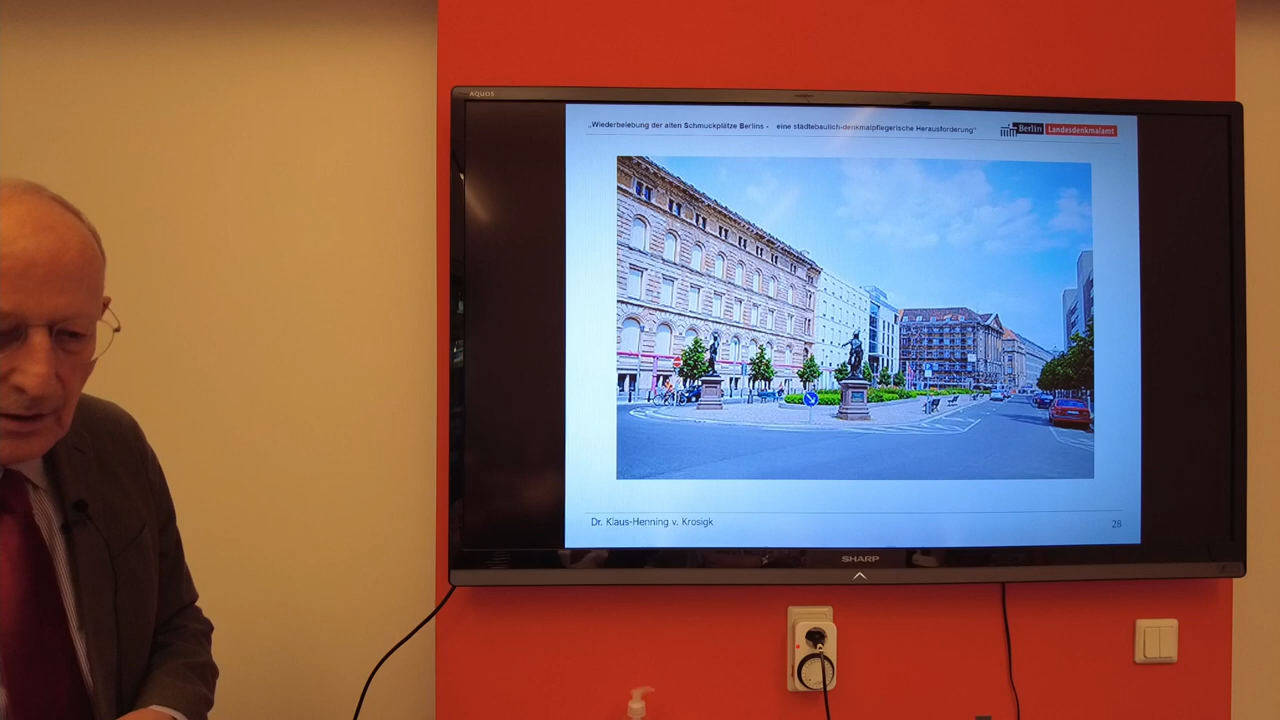 AQUOS
„Wiederbelebung der alten Schmuckplätze Berlins - eine städtebaulich-denkmalpflegerische Herausforderung“
Berlin Landesdenkmalamt
Dr. Klaus-Henning v. Krosigk
28
SHARP